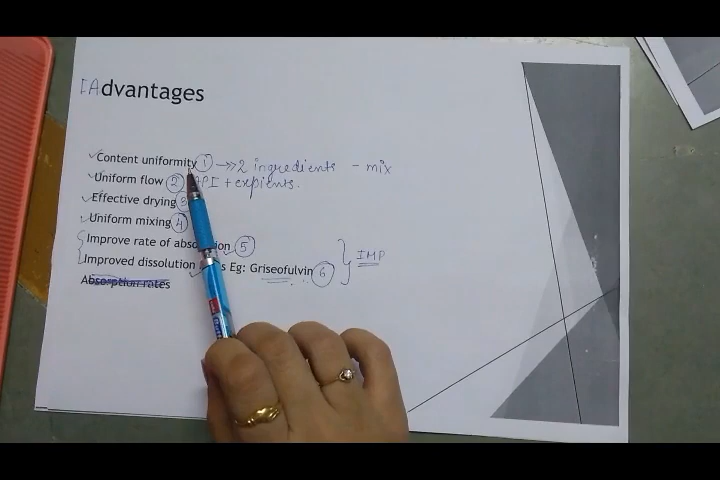 [Advantages
Content uniformity 1 → 2 ingredients - mix
Uniform flow 2 API + expients.
Effective drying 3
Uniform mixing 4
Improve rate of absorption 5
Improved dissolution Eg: Griseofulvin 6 } IMP
Absorption rates